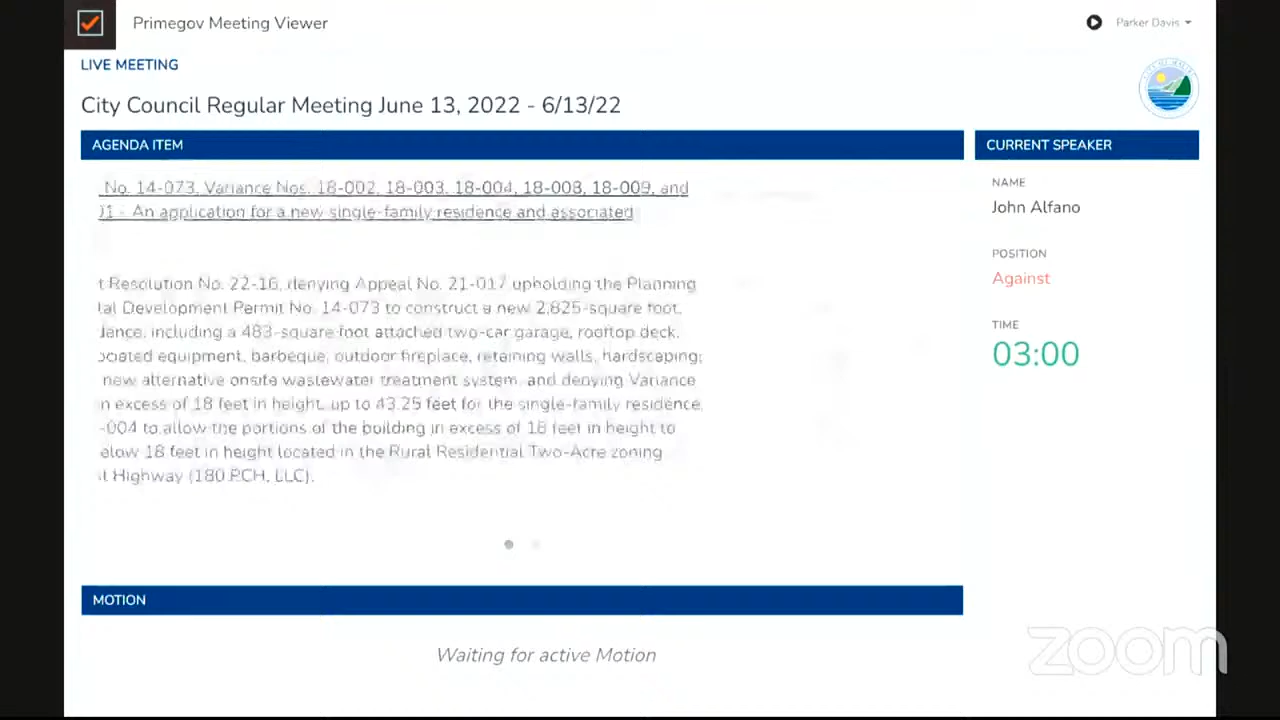 Primegov Meeting Viewer
Parker Davis
LIVE MEETING
City Council Regular Meeting June 13, 2022 - 6/13/22
AGENDA ITEM
No. 14-073, Variance Nos. 18-002, 18-003, 18-004, 18-008, 18-009, and
- An application for a new single-family residence and associated
t Resolution No. 22-16, denying Appeal No. 21-017 upholding the Planning
tal Development Permit No. 14-073 to construct a new 2,825-square foot,
dence, including a 483-square foot attached two-car garage, rooftop deck,
ociated equipment, barbeque, outdoor fireplace, retaining walls, hardscaping;
new alternative onsite wastewater treatment system, and denying Variance
n excess of 18 feet in height, up to 43.25 feet for the single-family residence,
-004 to allow the portions of the building in excess of 18 feet in height to
elow 18 feet in height located in the Rural Residential Two-Acre zoning
t Highway (180 PCH, LLC).
CURRENT SPEAKER
NAME
John Alfano
POSITION
Against
TIME
03:00
MOTION
Waiting for active Motion
zoom